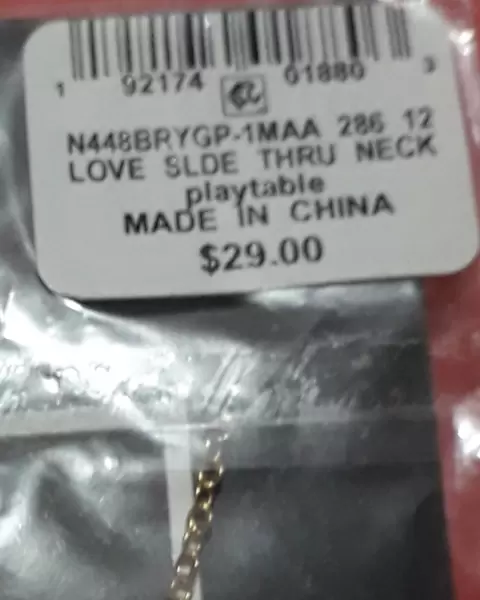 1 92174 01880 3
N448BRYGP-1MAA 286 12
LOVE SLDE THRU NECK
playtable
MADE IN CHINA
$29.00